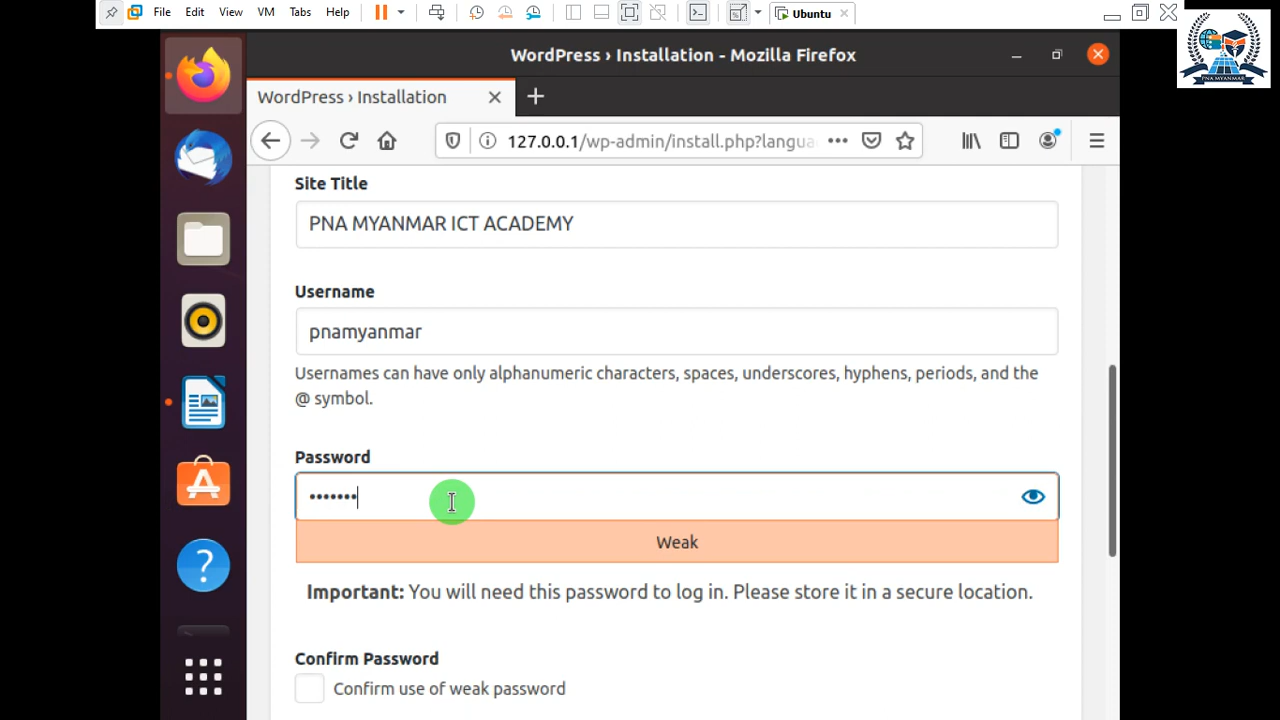 File Edit View VM Tabs Help Ubuntu
PNA MYANMAR
WordPress › Installation - Mozilla Firefox
WordPress › Installation
127.0.0.1/wp-admin/install.php?langua
Site Title
PNA MYANMAR ICT ACADEMY
Username
pnamyanmar
Usernames can have only alphanumeric characters, spaces, underscores, hyphens, periods, and the
@ symbol.
Password
•••••••
Weak
Important: You will need this password to log in. Please store it in a secure location.
Confirm Password
Confirm use of weak password